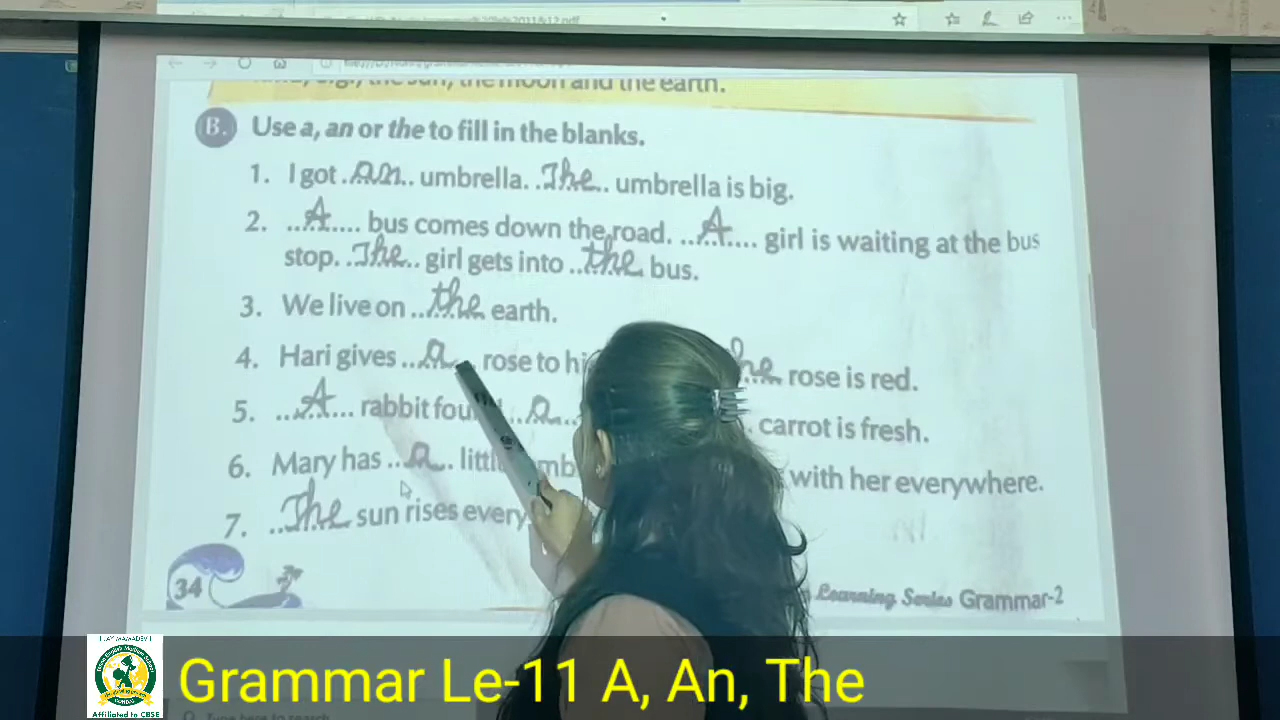 the sun, the moon and the earth.
B. Use a, an or the to fill in the blanks.
1. I got ..an.. umbrella. ..The.. umbrella is big.
2. ...A.... bus comes down the road. ...A.... girl is waiting at the bus
stop. ..The.. girl gets into ..the bus.
3. We live on ..the earth.
4. Hari gives ..a... rose to he rose is red.
5. ...A... rabbit a.. carrot is fresh.
6. Mary has ..a.. with her everywhere.
7. ..The sun rises every
34
Learning Series Grammar-2
Affiliated to CBSE
Grammar Le-11 A, An, The